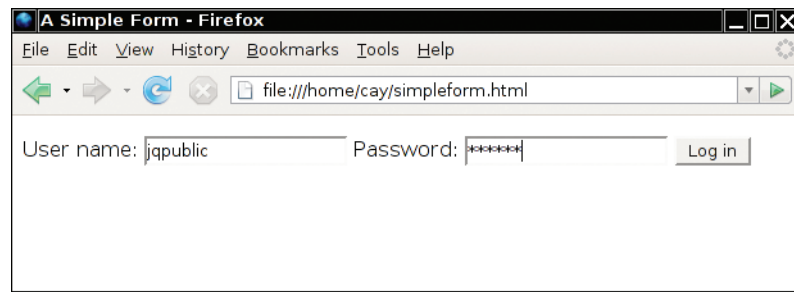 A Simple Form - Firefox
File Edit View History Bookmarks Tools Help
file:///home/cay/simpleform.html
User name: jqpublic Password: ****** Log in